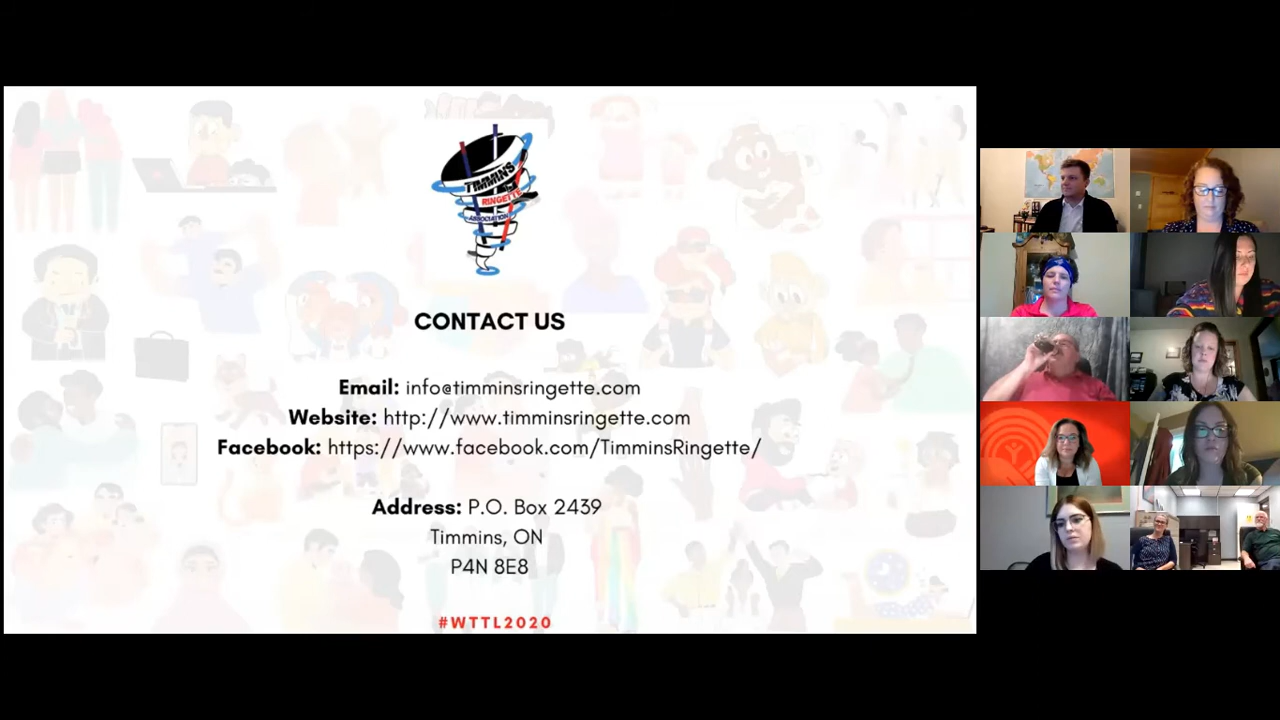 TIMMINS
RINGETTE
ASSOCIATION
CONTACT US
Email: info@timminsringette.com
Website: http://www.timminsringette.com
Facebook: https://www.facebook.com/TimminsRingette/
Address: P.O. Box 2439
Timmins, ON
P4N 8E8
#WTTL2020